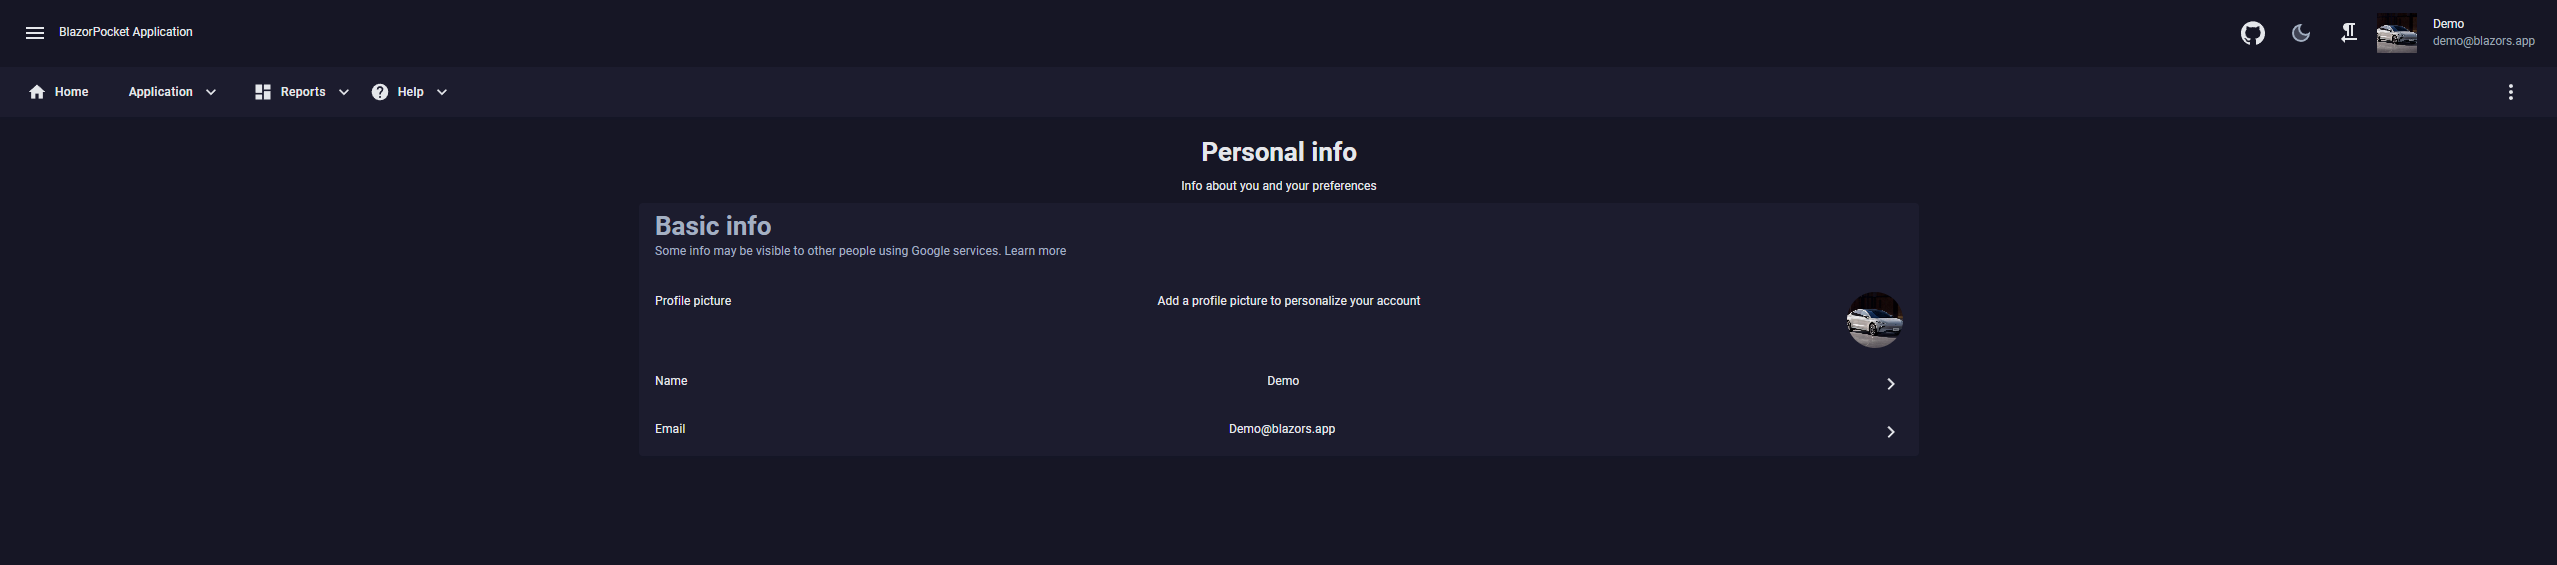 BlazorPocket Application
Demo
demo@blazors.app
Home Application Reports Help
Personal info
Info about you and your preferences
Basic info
Some info may be visible to other people using Google services. Learn more
Profile picture Add a profile picture to personalize your account
Name Demo
Email Demo@blazors.app